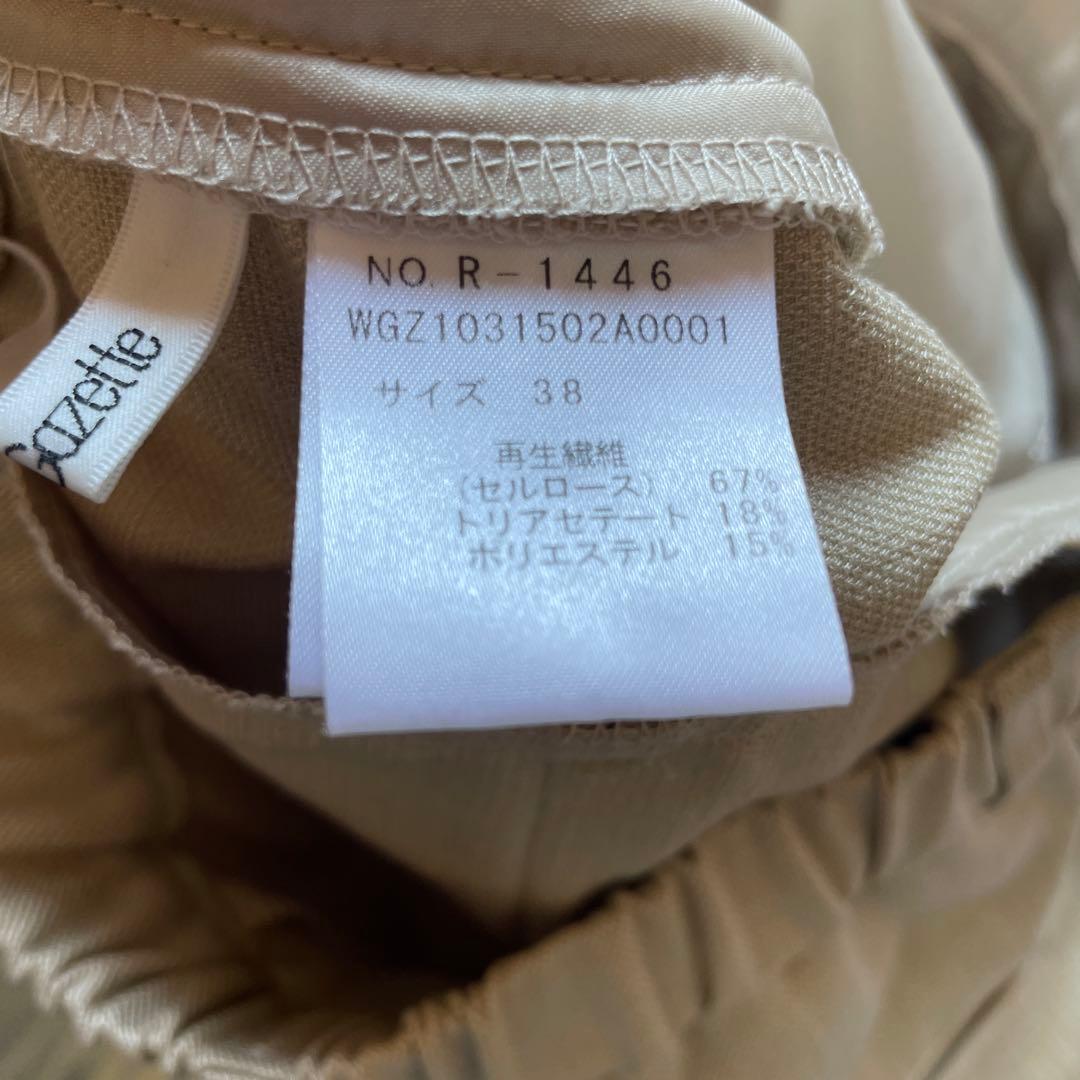 Gazette
NO. R-1446
WGZ1031502A0001
サイズ 38
再生繊維
(セルロース) 67%
トリアセテート 18%
ポリエステル 15%